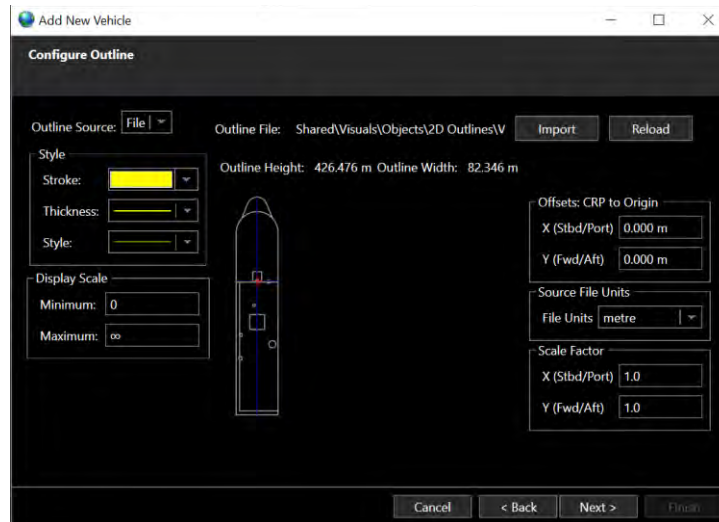 Add New Vehicle
Configure Outline
Outline Source: File
Outline File: Shared\Visuals\Objects\2D Outlines\V
Import
Reload
Outline Height: 426.476 m Outline Width: 82.346 m
Style
Stroke:
Thickness:
Style:
Display Scale
Minimum: 0
Maximum: ∞
Offsets: CRP to Origin
X (Stbd/Port) 0.000 m
Y (Fwd/Aft) 0.000 m
Source File Units
File Units metre
Scale Factor
X (Stbd/Port) 1.0
Y (Fwd/Aft) 1.0
Cancel
< Back
Next >
Finish